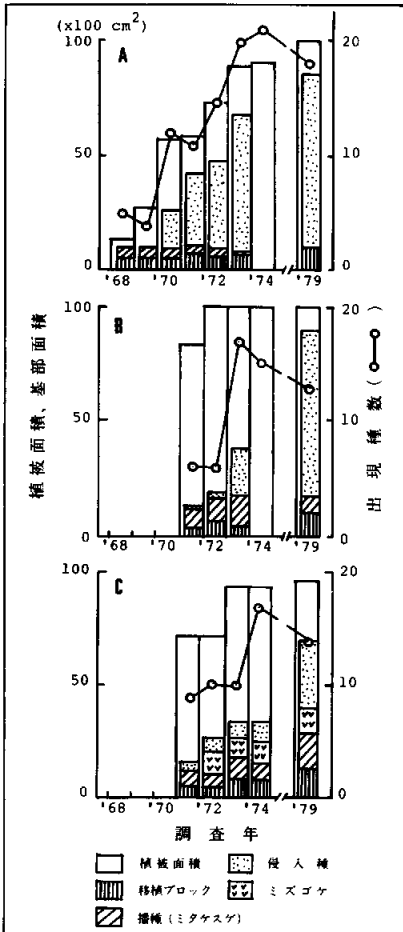 (x100 cm²)
A
100
50
0
20
10
0
'68
'70
'72
'74
'79
B
100
50
0
20
10
0
'68
'70
'72
'74
'79
C
100
50
0
20
10
0
'68
'70
'72
'74
'79
植被面積、基部面積
出現種数(○—○)
調査年
植被面積
侵入種
移植ブロック
ミズゴケ
播種(ミタケスゲ)